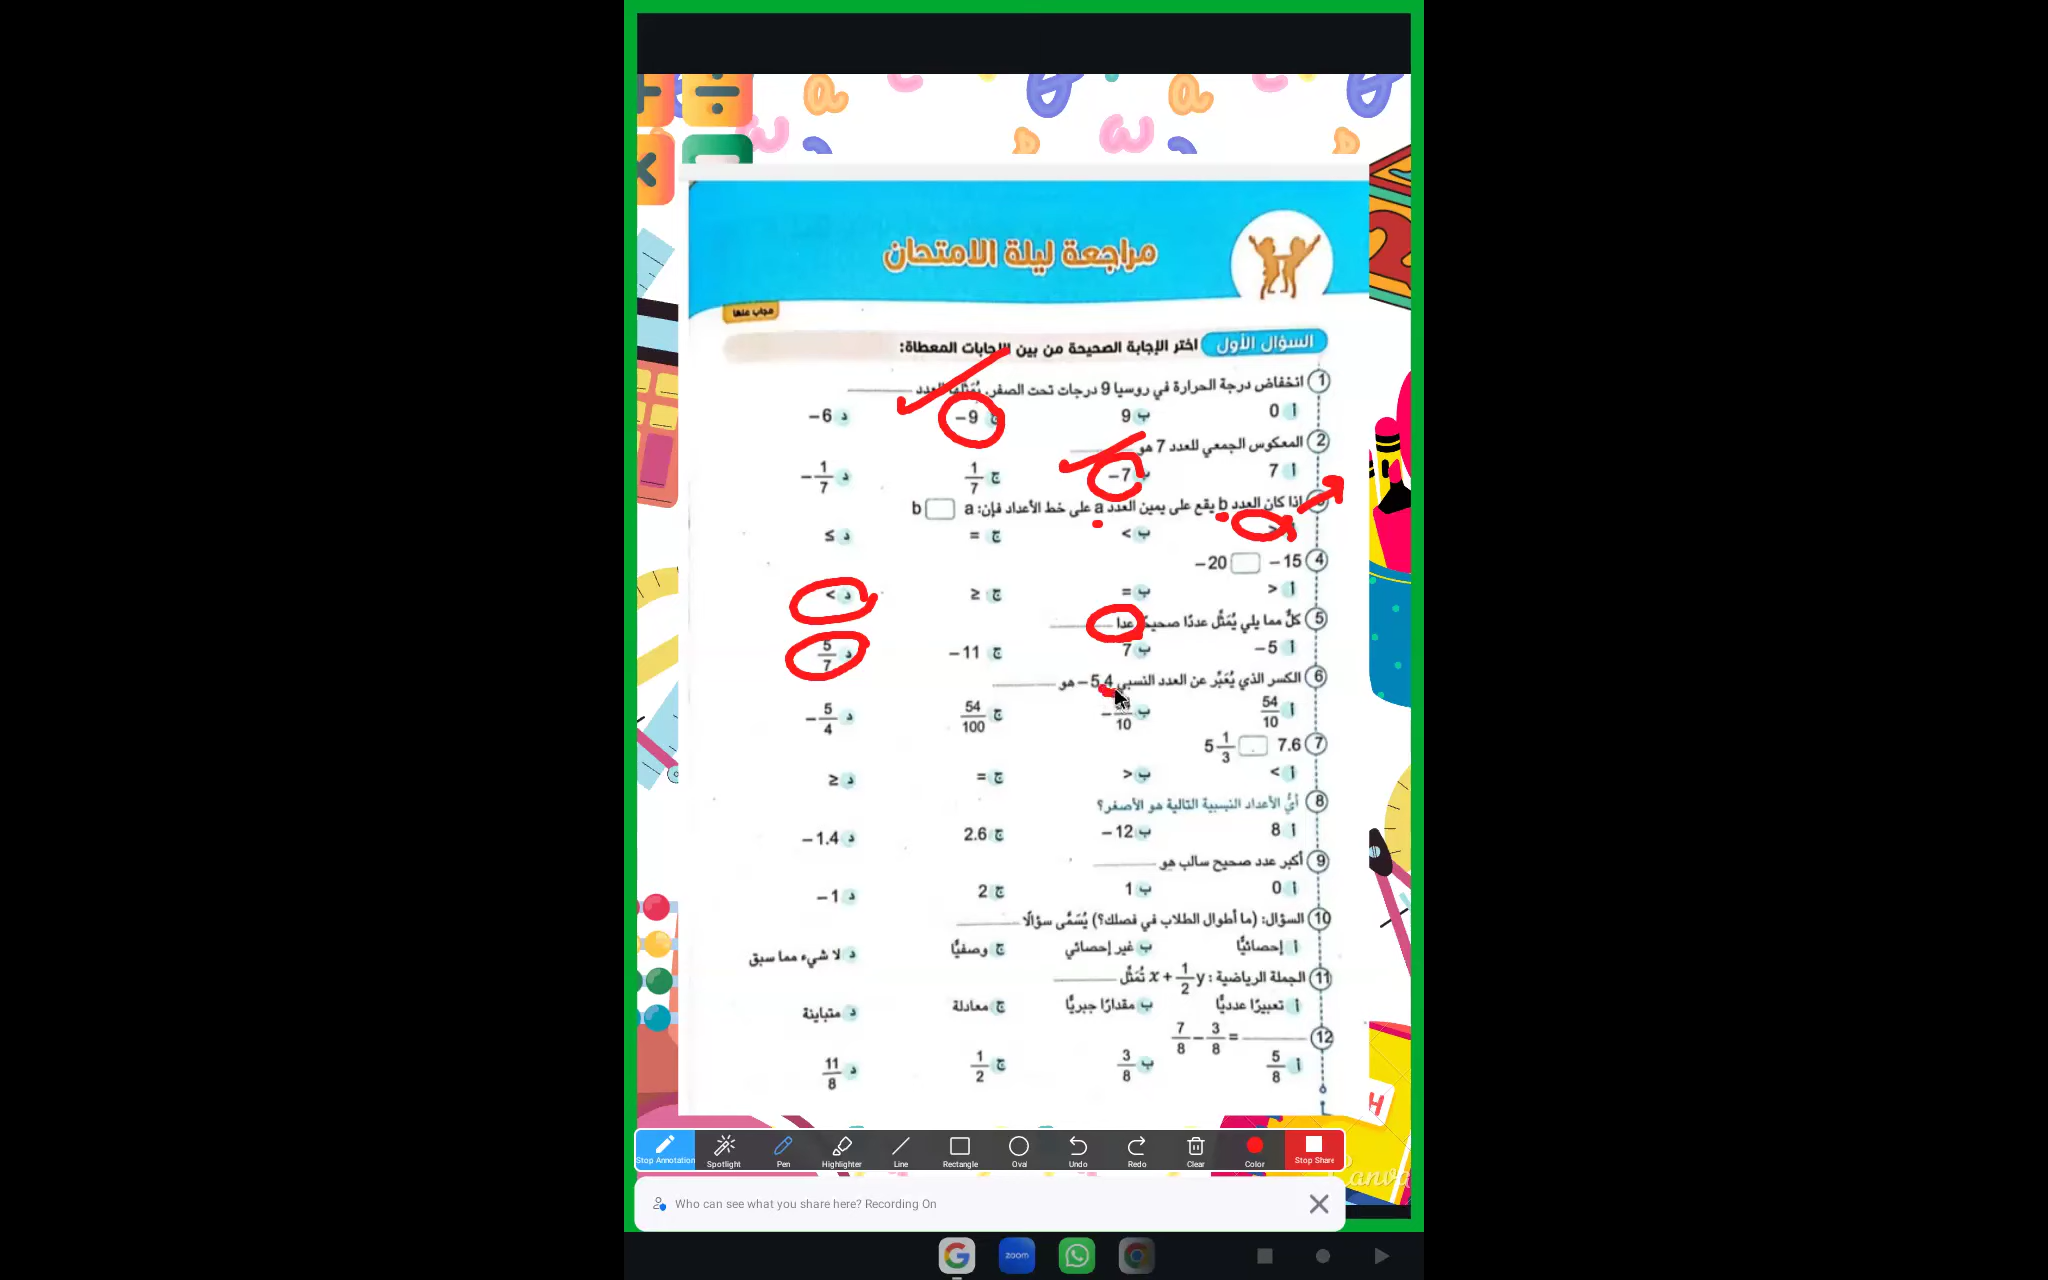 مراجعة ليلة الامتحان
مجاب عنها
السؤال الأول اختر الإجابة الصحيحة من بين الإجابات المعطاة:
1 انخفاض درجة الحرارة في روسيا 9 درجات تحت الصفر، يُمَثِّلها العدد
أ 0 ب 9 ج −9 د −6
2 المعكوس الجمعي للعدد 7 هو
أ 7 ب −7 ج 1/7 د −1/7
إذا كان العدد b يقع على يمين العدد a على خط الأعداد فإن: a □ b
أ < ب > ج = د ≥
4 −15 □ −20
أ < ب = ج ≤ د >
5 كلٌّ مما يلي يُمَثِّل عددًا صحيحًا عدا
أ −5 ب 7 ج −11 د 5/7
6 الكسر الذي يُعَبِّر عن العدد النسبي −5.4 هو
أ 54/10 ب −/10 ج 54/100 د −5/4
7 7.6 □ 5 1/3
أ > ب < ج = د ≤
8 أيُّ الأعداد النسبية التالية هو الأصغر؟
أ 8 ب −12 ج 2.6 د −1.4
9 أكبر عدد صحيح سالب هو
أ 0 ب 1 ج 2 د −1
10 السؤال: (ما أطوال الطلاب في فصلك؟) يُسَمَّى سؤالًا
أ إحصائيًّا ب غير إحصائي ج وصفيًّا د لا شيء مما سبق
11 الجملة الرياضية: x + 1/2 y تُمَثِّل
أ تعبيرًا عدديًّا ب مقدارًا جبريًّا ج معادلة د متباينة
12 7/8 − 3/8 =
أ 5/8 ب 3/8 ج 1/2 د 11/8
Stop Annotation Spotlight Pen Highlighter Line Rectangle Oval Undo Redo Clear Color Stop Share
Who can see what you share here? Recording On
zoom